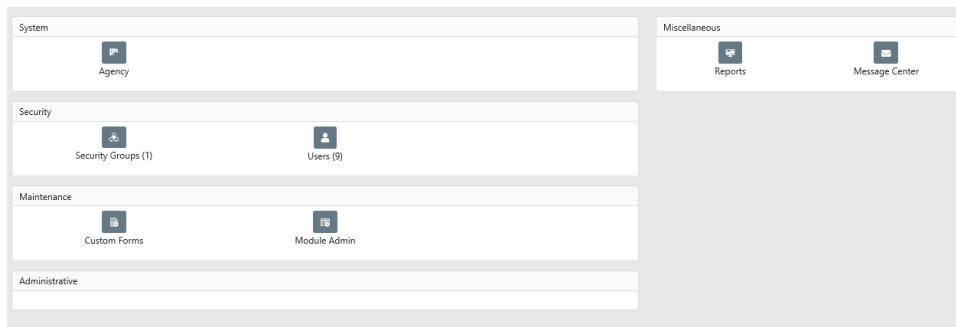 System
Agency
Security
Security Groups (1)
Users (9)
Maintenance
Custom Forms
Module Admin
Administrative
Miscellaneous
Reports
Message Center